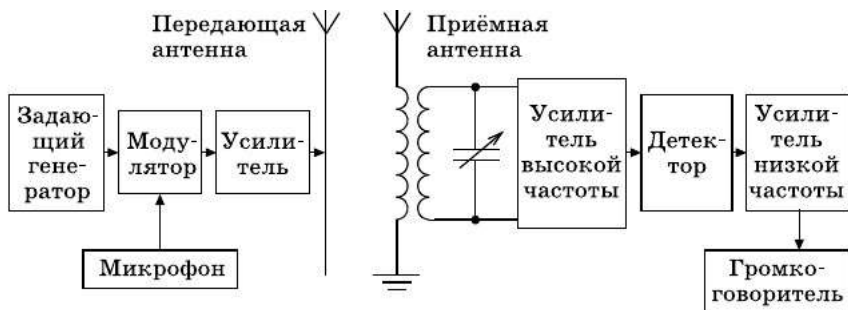 Передающая
антенна
Приёмная
антенна
Задаю-
щий
гене-
ратор
Моду-
лятор
Усили-
тель
Микрофон
Усили-
тель
высокой
частоты
Детек-
тор
Усили-
тель
низкой
частоты
Громко-
говоритель